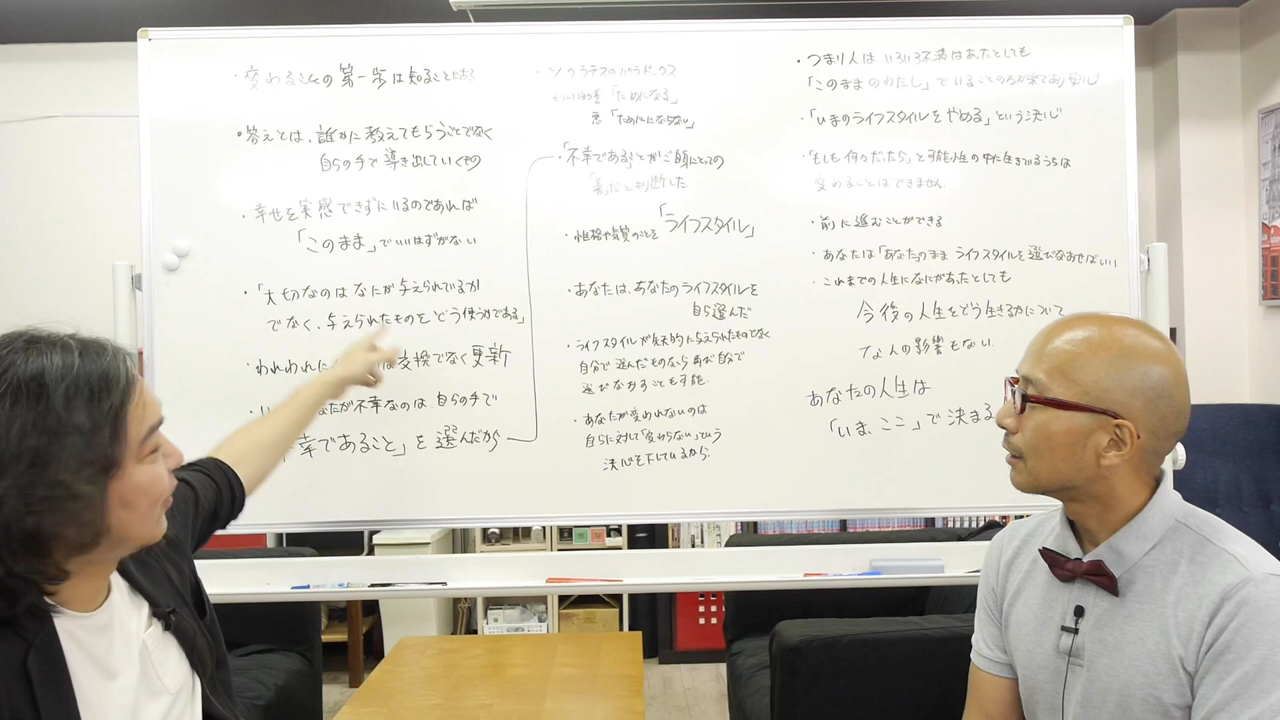 ・変わることの第一歩は知ることにある
・答えとは、誰かに教えてもらうことでなく
自らの手で導き出していくもの
・幸せを実感できずにいるのであれば
「このまま」でいいはずがない
・「大切なのはなにが与えられているか
でなく、与えられたものをどう使うかである」
・われわれに は交換でなく更新
なたが不幸なのは 自らの手で
幸であること」を選んだから
・ソクラテスのパラドックス
善「ためになる」
悪「ためにならない」
・「不幸であること」がご自身にとっての
「善」だと判断した
・性格や気質のことを「ライフスタイル」
・あなたは、あなたのライフスタイルを
自ら選んだ
・ライフスタイルが先天的に与えられたものでなく
自分で選んだものなら再び自分で
選びなおすことも可能.
・あなたが変われないのは
自らに対して「変わらない」という
決心を下しているから.
・つまり人はいろいろ不満はあったとしても
「このままのわたし」でいることのほうが楽であり安心
・「いまのライフスタイルをやめる」という決心
・「もしも何々だったら」と可能性の中に生きているうちは
変わることはできません.
・前に進むことができる
・あなたは「あなた」のまま ライフスタイルを選びなおせばいい
・これまでの人生になにがあったとしても
今後の人生をどう生きるかについて
なんの影響もない.
あなたの人生は
「いま、ここ」で決まる